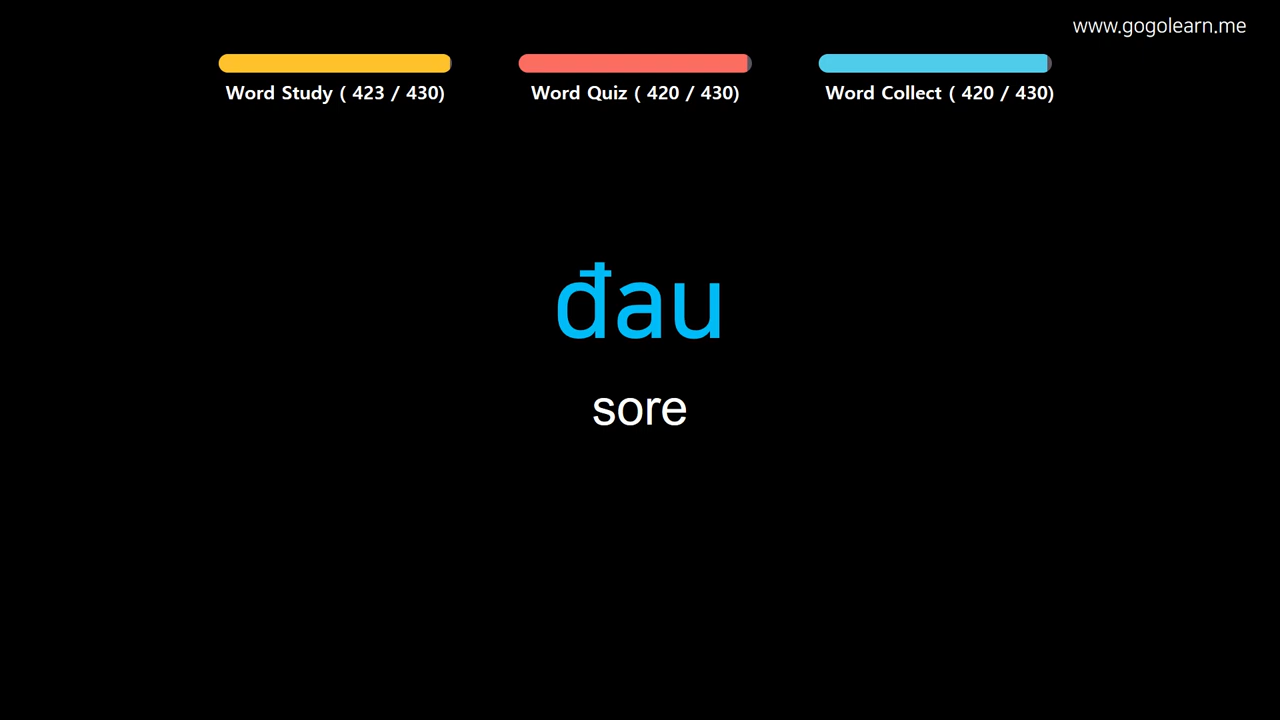 www.gogolearn.me
Word Study ( 423 / 430)
Word Quiz ( 420 / 430)
Word Collect ( 420 / 430)
đau
sore